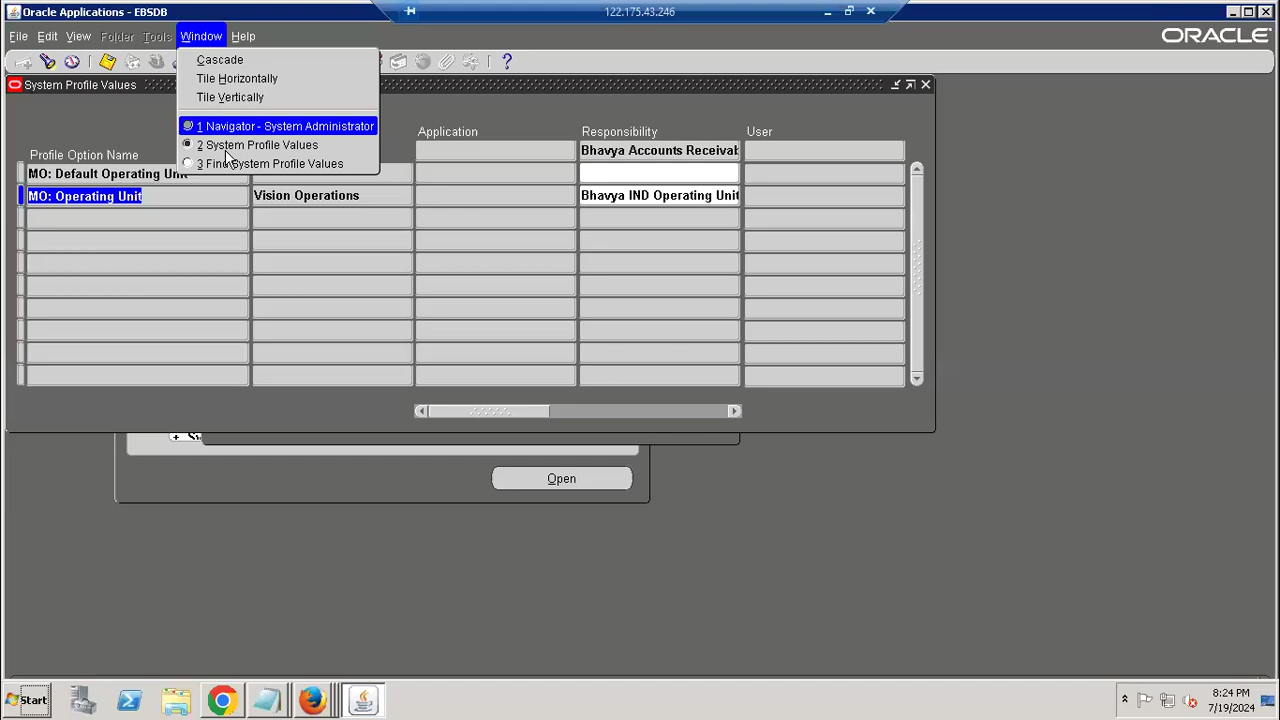 Oracle Applications - EBSDB
122.175.43.246
File Edit View Folder Tools Window Help
ORACLE
Cascade
Tile Horizontally
Tile Vertically
1 Navigator - System Administrator
2 System Profile Values
3 Find System Profile Values
System Profile Values
Application Responsibility User
Bhavya Accounts Receivab
Profile Option Name
MO: Default Operating Unit
MO: Operating Unit Vision Operations Bhavya IND Operating Unit
Open
Start
8:24 PM
7/19/2024